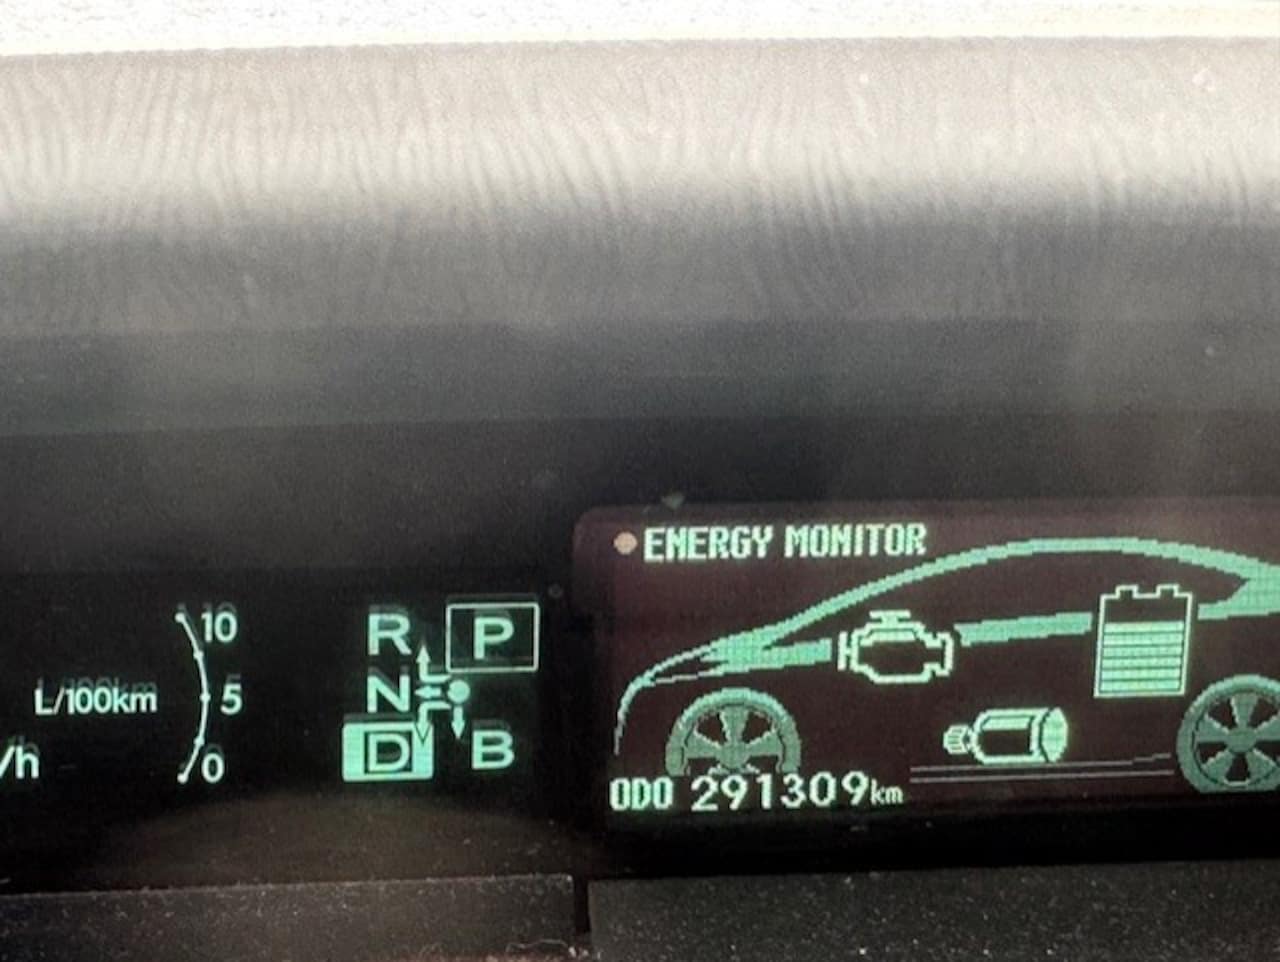 10
R P
L/100km 5
N
/h 0
D B
ENERGY MONITOR
ODO 291309km